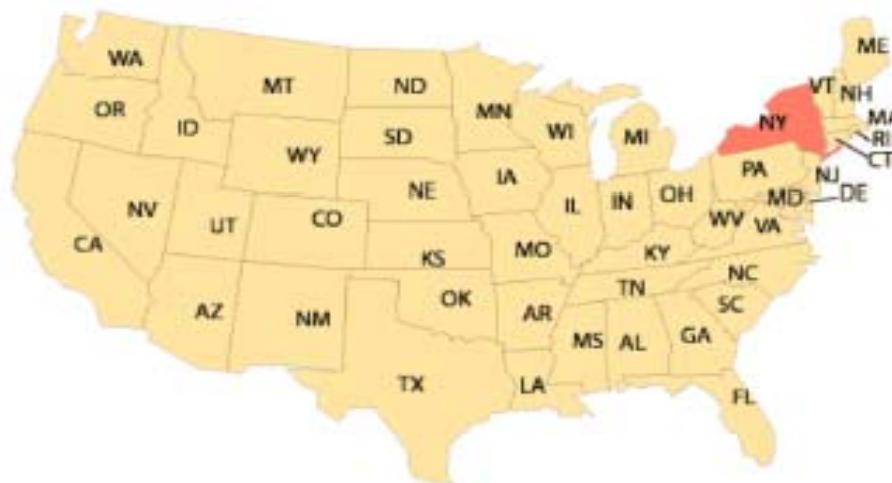 ME
WA
VT
MT
ND
NH
OR
MN
MA
NY
ID
SD
WI
MI
RI
CT
WY
PA
IA
NJ
NE
MD
DE
NV
IL
IN
OH
UT
CO
WV
VA
CA
MO
KY
KS
NC
TN
OK
SC
AZ
NM
AR
MS
AL
GA
TX
LA
FL